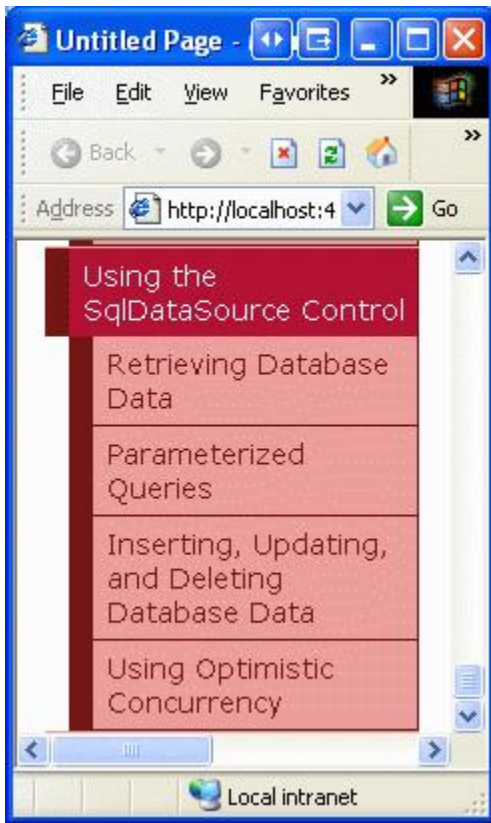 Untitled Page -
File Edit View Favorites »
Back »
Address http://localhost:4 Go
Using the
SqlDataSource Control
Retrieving Database
Data
Parameterized
Queries
Inserting, Updating,
and Deleting
Database Data
Using Optimistic
Concurrency
Local intranet